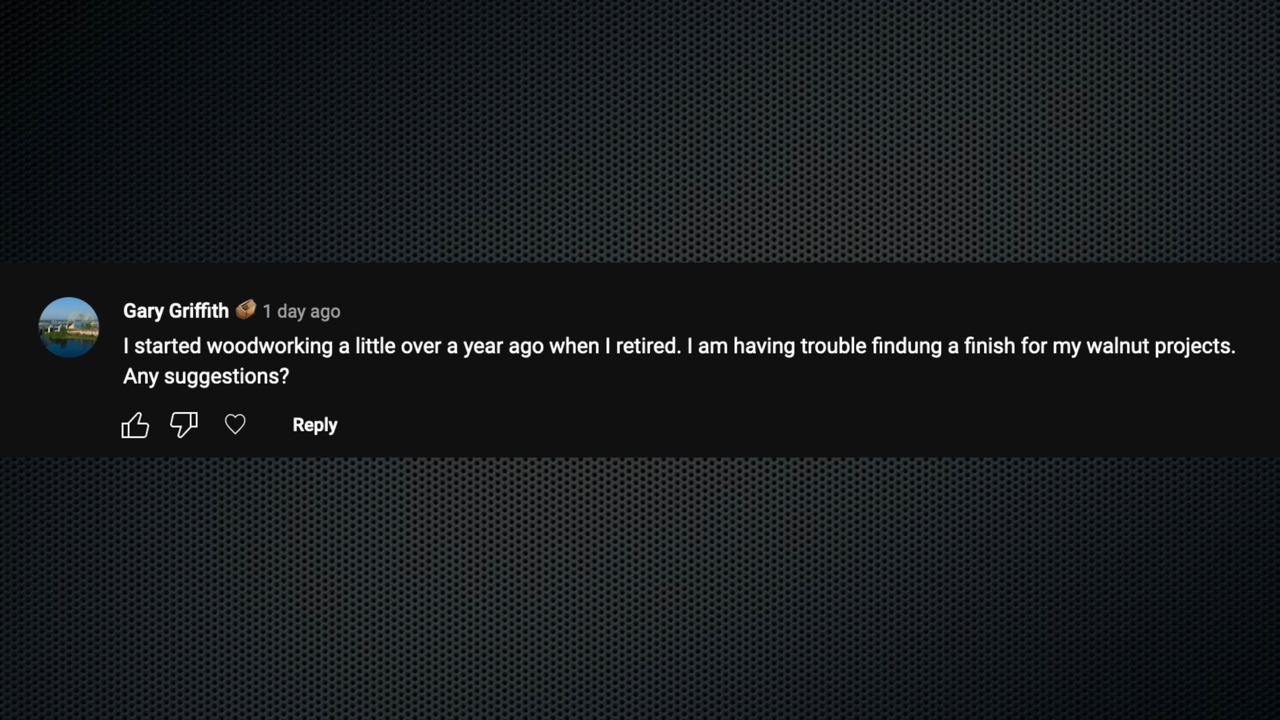 Gary Griffith 1 day ago
I started woodworking a little over a year ago when I retired. I am having trouble findung a finish for my walnut projects.
Any suggestions?
Reply